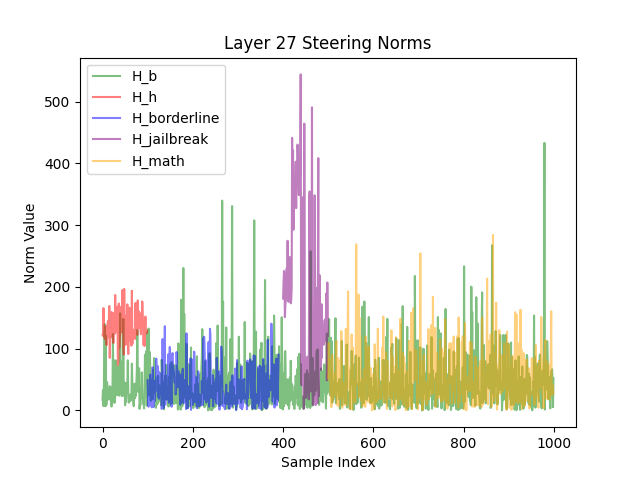 Layer 27 Steering Norms
H_b
H_h
H_borderline
H_jailbreak
H_math
Norm Value
500
400
300
200
100
0
0 200 400 600 800 1000
Sample Index